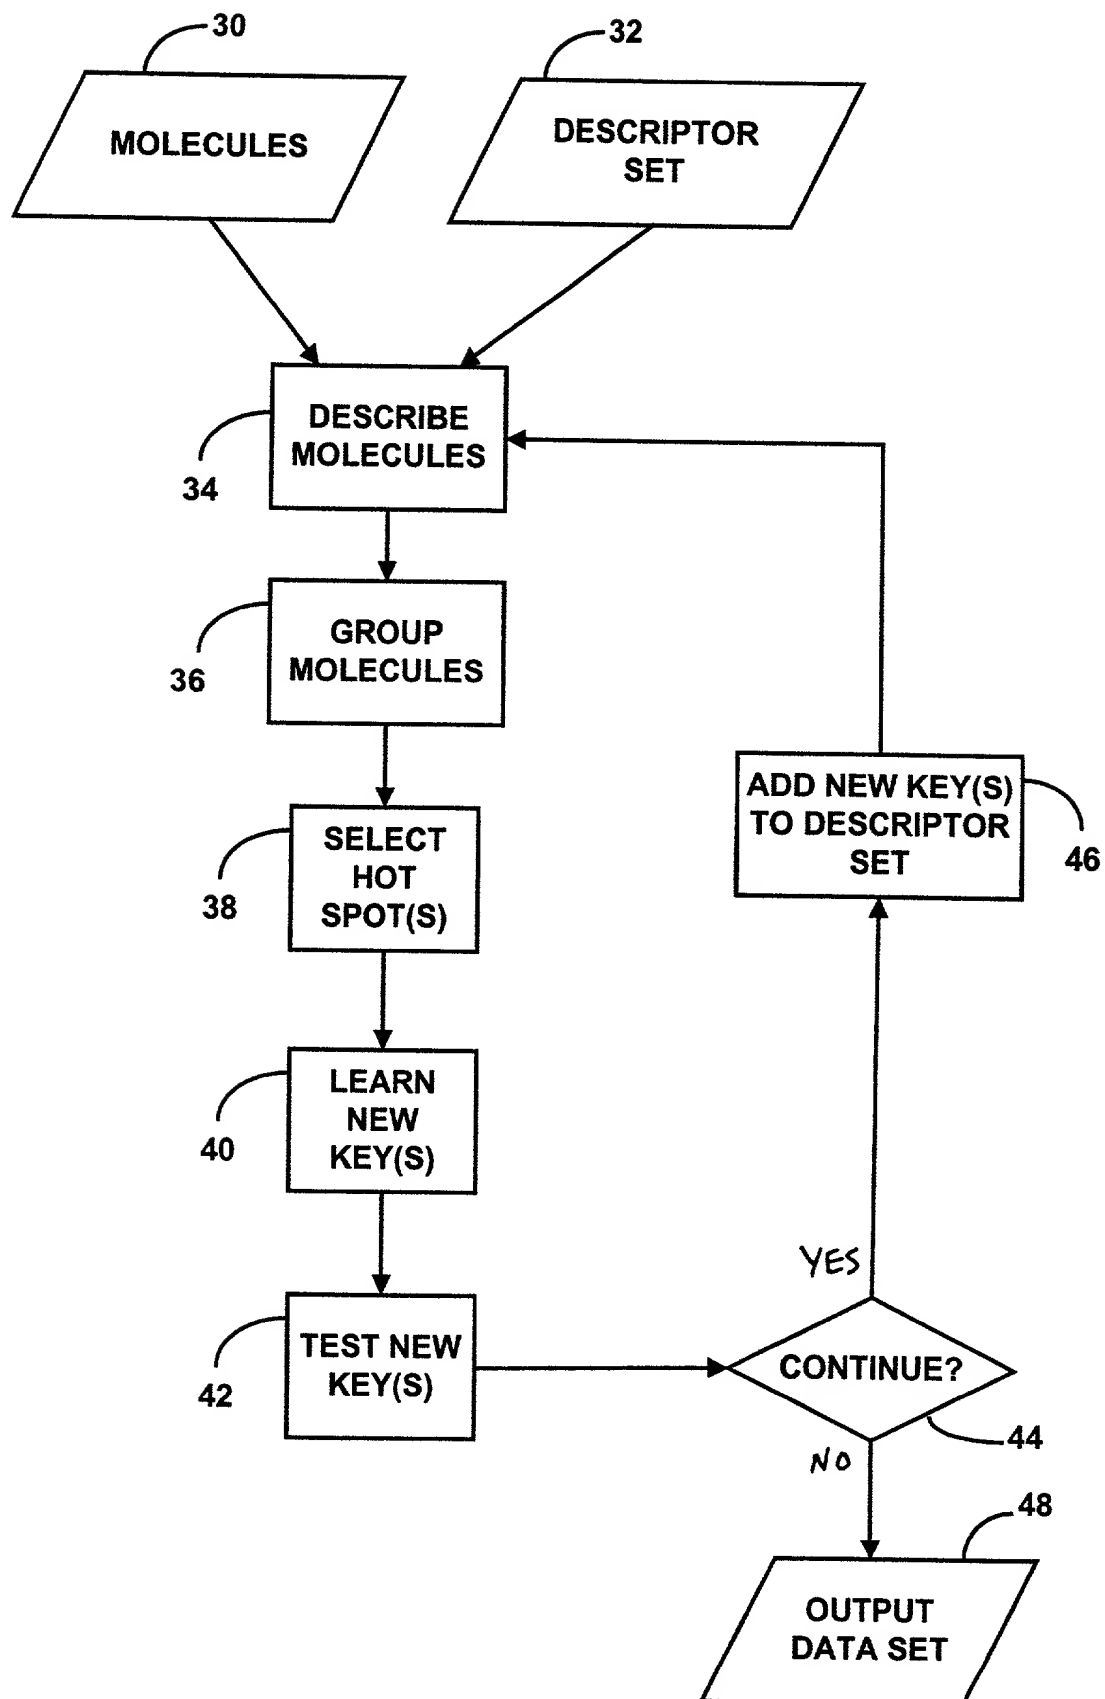 30
32
MOLECULES
DESCRIPTOR
SET
DESCRIBE
MOLECULES
34
GROUP
MOLECULES
36
ADD NEW KEY(S)
TO DESCRIPTOR
SET
46
SELECT
HOT
SPOT(S)
38
LEARN
NEW
KEY(S)
40
TEST NEW
KEY(S)
42
YES
CONTINUE?
44
NO
48
OUTPUT
DATA SET